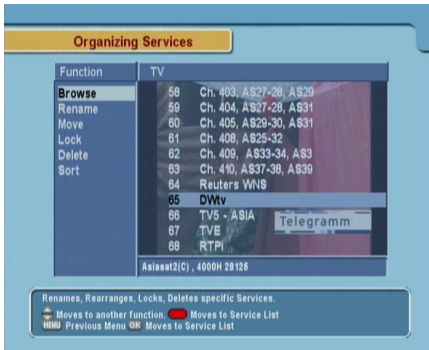 Organizing Services
Function TV
Browse
Rename
Move
Lock
Delete
Sort
58 Ch. 403, AS27-28, AS29
59 Ch. 404, AS27-28, AS31
60 Ch. 405, AS29-30, AS31
61 Ch. 408, AS25-32
62 Ch. 409, AS33-34, AS3
63 Ch. 410, AS37-38, AS39
64 Reuters WNS
65 DWtv
66 TV5 - ASIA
67 TVE
68 RTPi
Telegramm
Asiasat2(C) , 4000H 28125
Renames, Rearranges, Locks, Deletes specific Services.
Moves to another function. Moves to Service List
MENU Previous Menu OK Moves to Service List